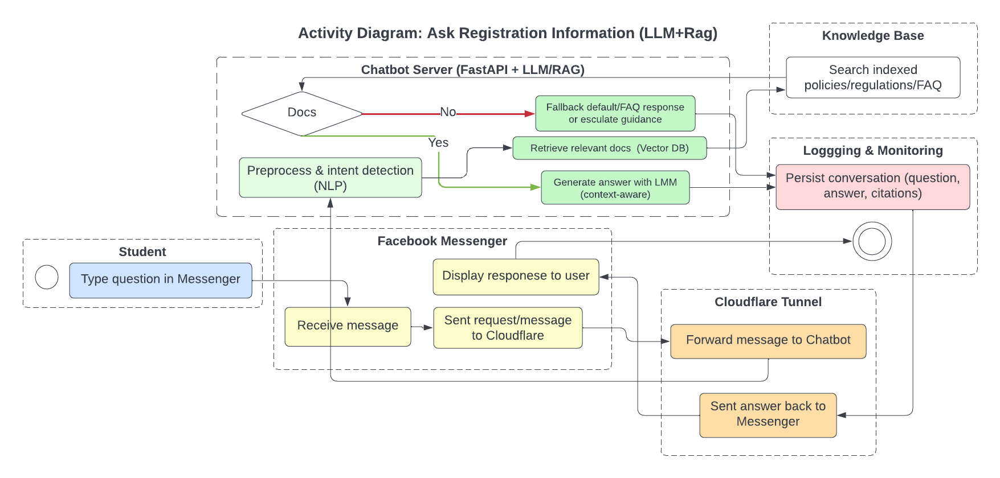 Activity Diagram: Ask Registration Information (LLM+Rag)
Knowledge Base
Search indexed
policies/regulations/FAQ
Chatbot Server (FastAPI + LLM/RAG)
Docs
No
Fallback default/FAQ response
or esculate guidance
Yes
Retrieve relevant docs  (Vector DB)
Preprocess & intent detection
(NLP)
Generate answer with LMM
(context-aware)
Loggging & Monitoring
Persist conversation (question,
answer, citations)
Student
Type question in Messenger
Facebook Messenger
Display responese to user
Receive message
Sent request/message
to Cloudflare
Cloudflare Tunnel
Forward message to Chatbot
Sent answer back to
Messenger